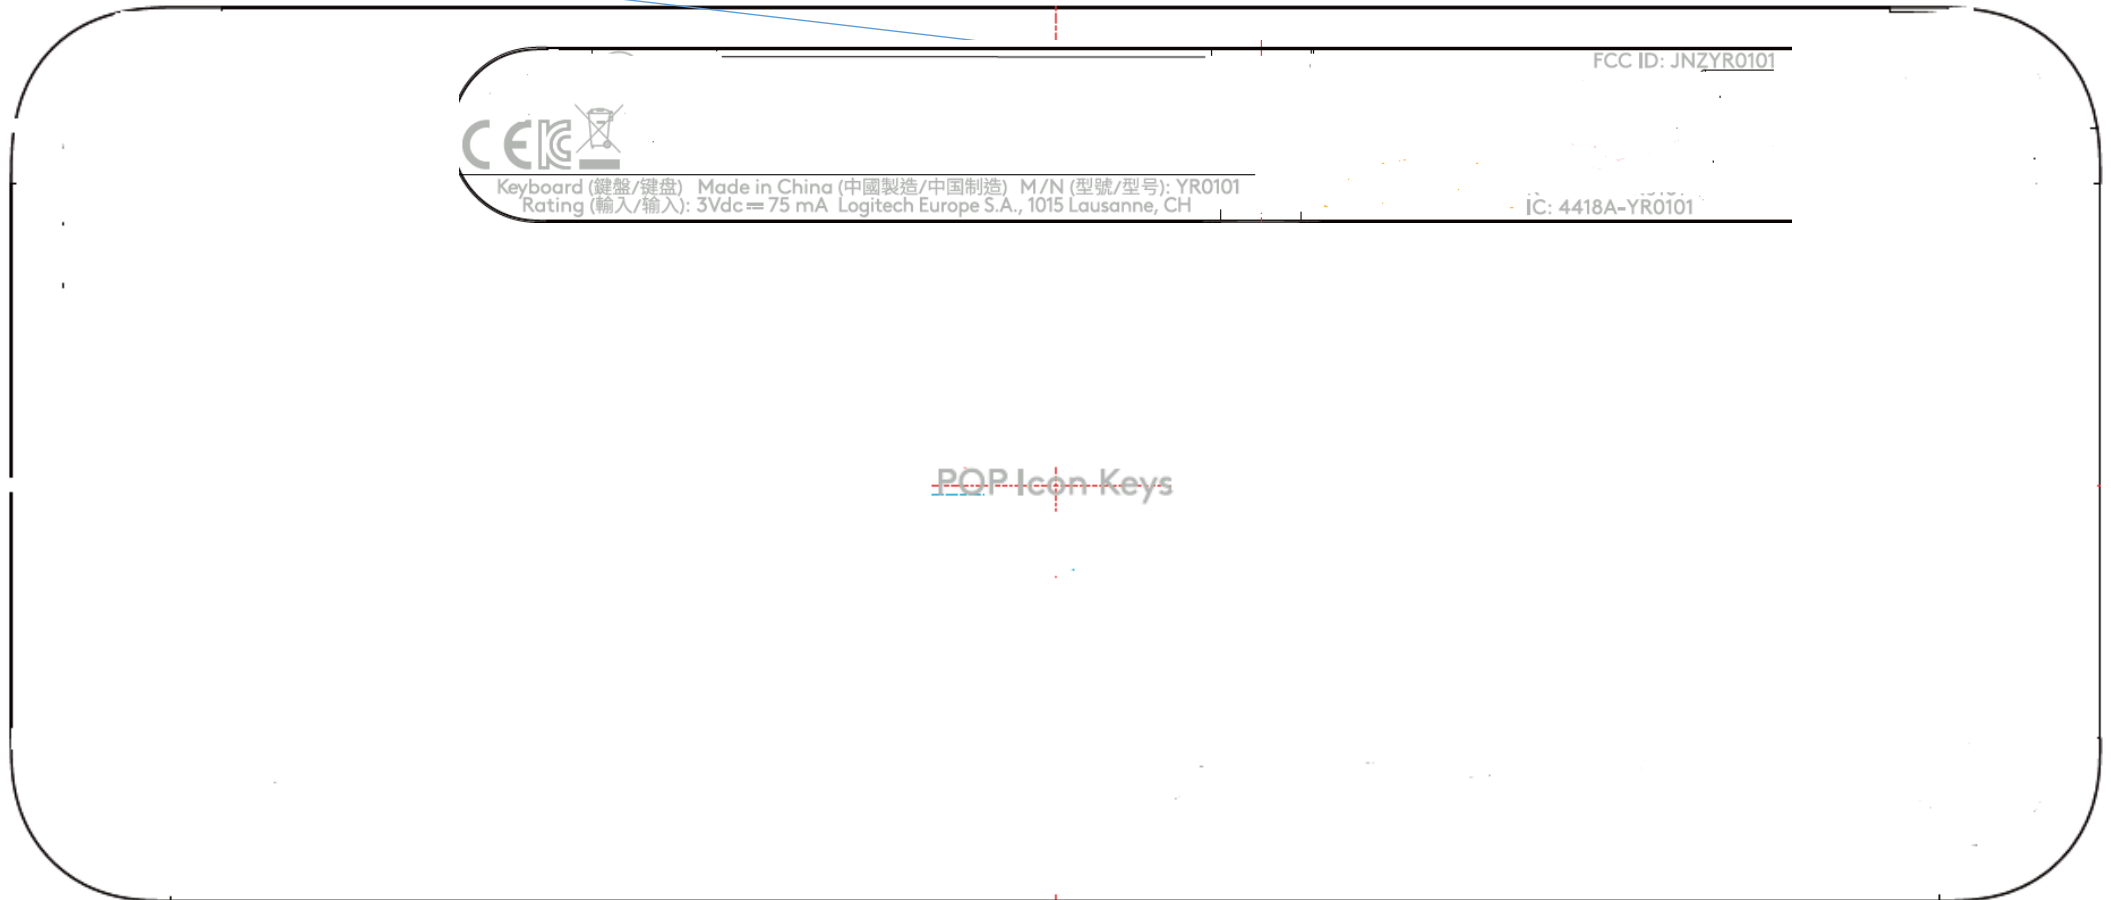 FCC ID: JNZYR0101
CE
Keyboard (鍵盤/键盘) Made in China (中國製造/中国制造) M/N (型號/型号): YR0101
Rating (輸入/输入): 3Vdc⎓75 mA Logitech Europe S.A., 1015 Lausanne, CH
IC: 4418A-YR0101
POP Icon Keys